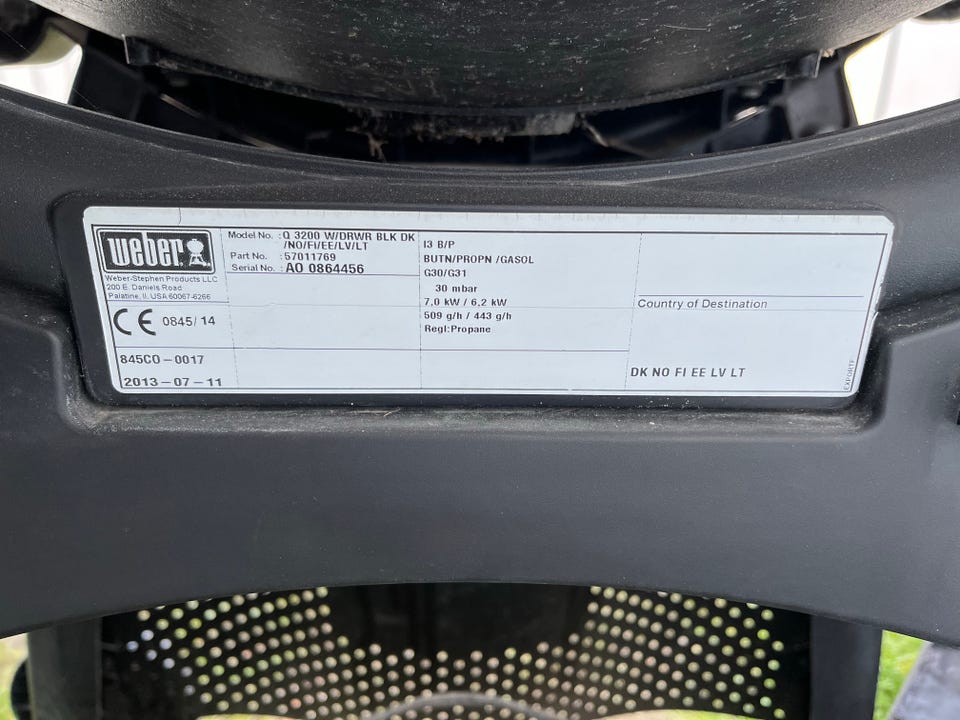 weber
Weber-Stephen Products LLC
200 E. Daniels Road
Palatine, IL USA 60067-6266
CE 0845/ 14
845CO-0017
2013-07-11
Model No. :Q 3200 W/DRWR BLK DK
/NO/FI/EE/LV/LT
Part No. :57011769
Serial No. :AO 0864456
I3 B/P
BUTN/PROPN /GASOL
G30/G31
30 mbar
7,0 kW / 6,2 kW
509 g/h / 443 g/h
Regl:Propane
Country of Destination
DK NO FI EE LV LT
EXPORTF